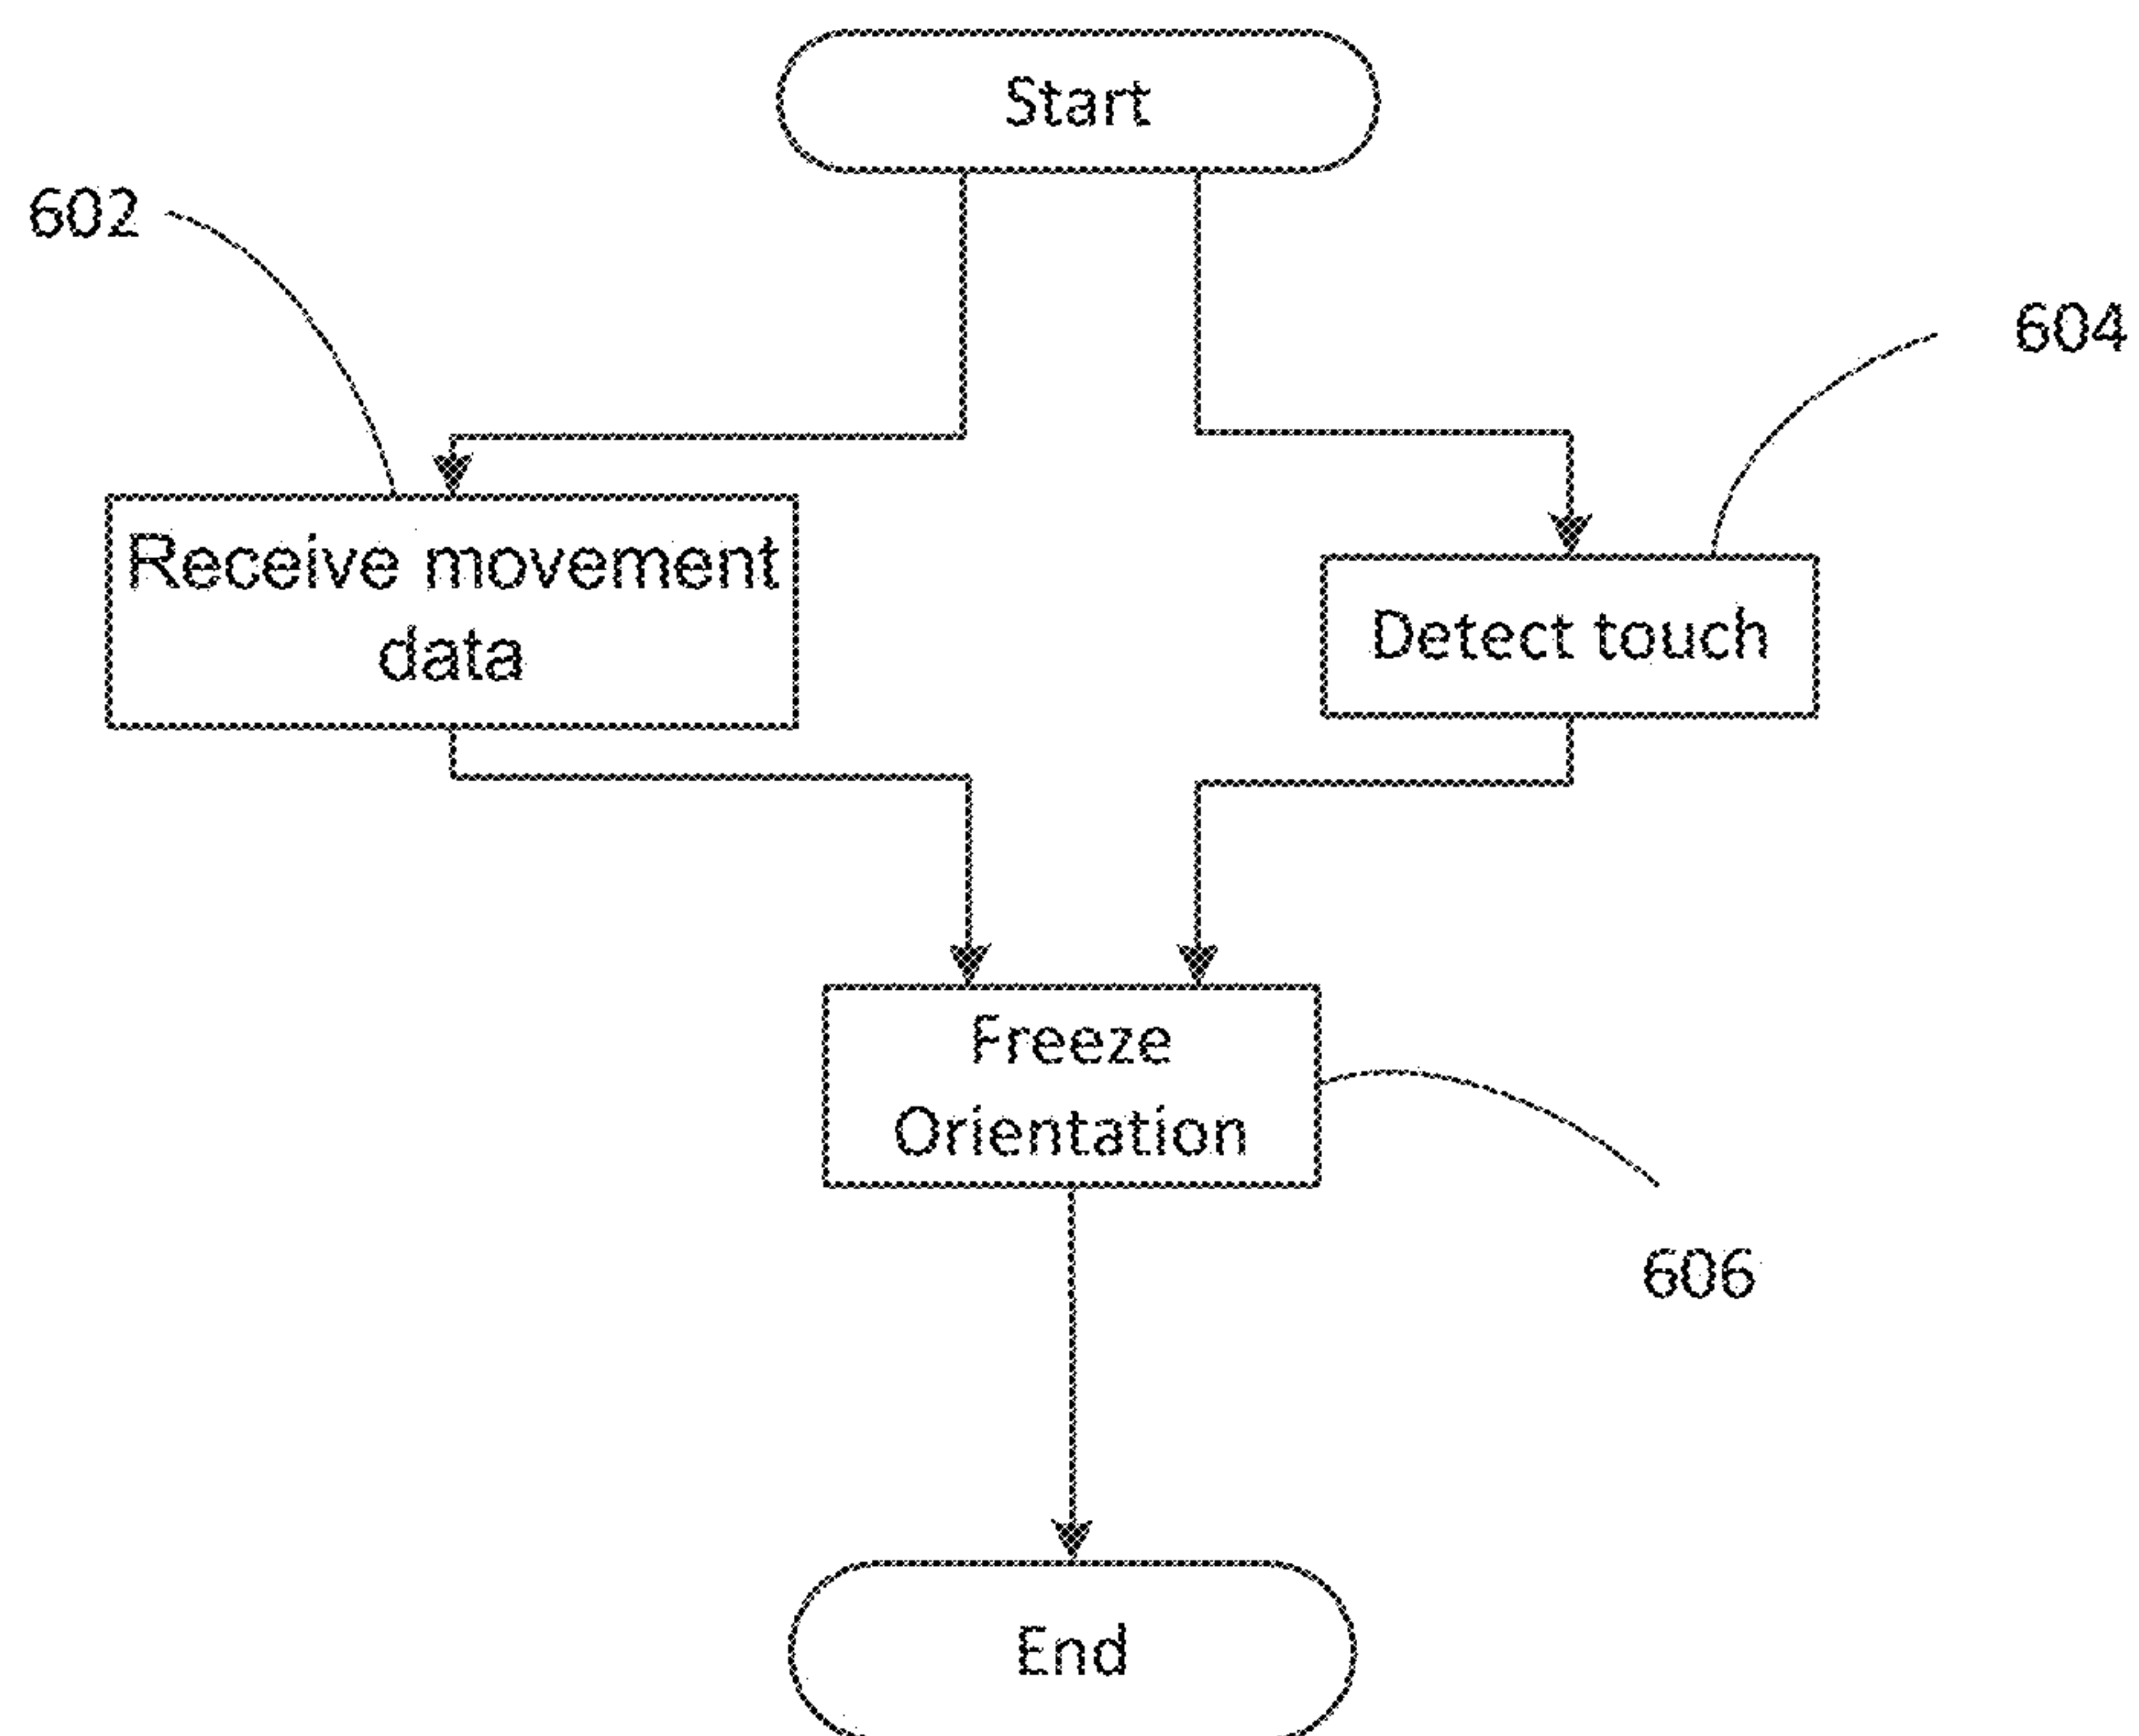 Start
602
604
Receive movement
data
Detect touch
Freeze
Orientation
606
End